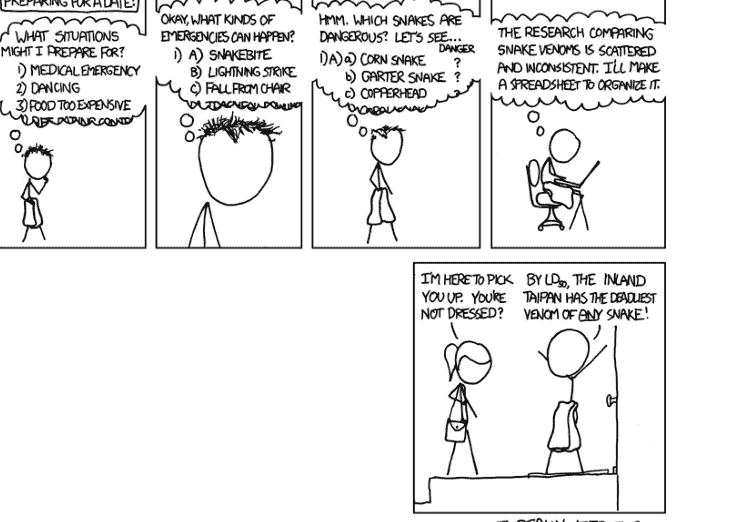 PREPARING FOR A DATE:
WHAT SITUATIONS
MIGHT I PREPARE FOR?
1) MEDICAL EMERGENCY
2) DANCING
3) FOOD TOO EXPENSIVE
OKAY, WHAT KINDS OF
EMERGENCIES CAN HAPPEN?
1) A) SNAKEBITE
B) LIGHTNING STRIKE
C) FALL FROM CHAIR
HMM. WHICH SNAKES ARE
DANGEROUS? LET'S SEE...
DANGER
1) A) a) CORN SNAKE ?
b) GARTER SNAKE ?
c) COPPERHEAD ?
THE RESEARCH COMPARING
SNAKE VENOMS IS SCATTERED
AND INCONSISTENT. I'LL MAKE
A SPREADSHEET TO ORGANIZE IT.
I'M HERE TO PICK
YOU UP. YOU'RE
NOT DRESSED?
BY LD50, THE INLAND
TAIPAN HAS THE DEADLIEST
VENOM OF ANY SNAKE!